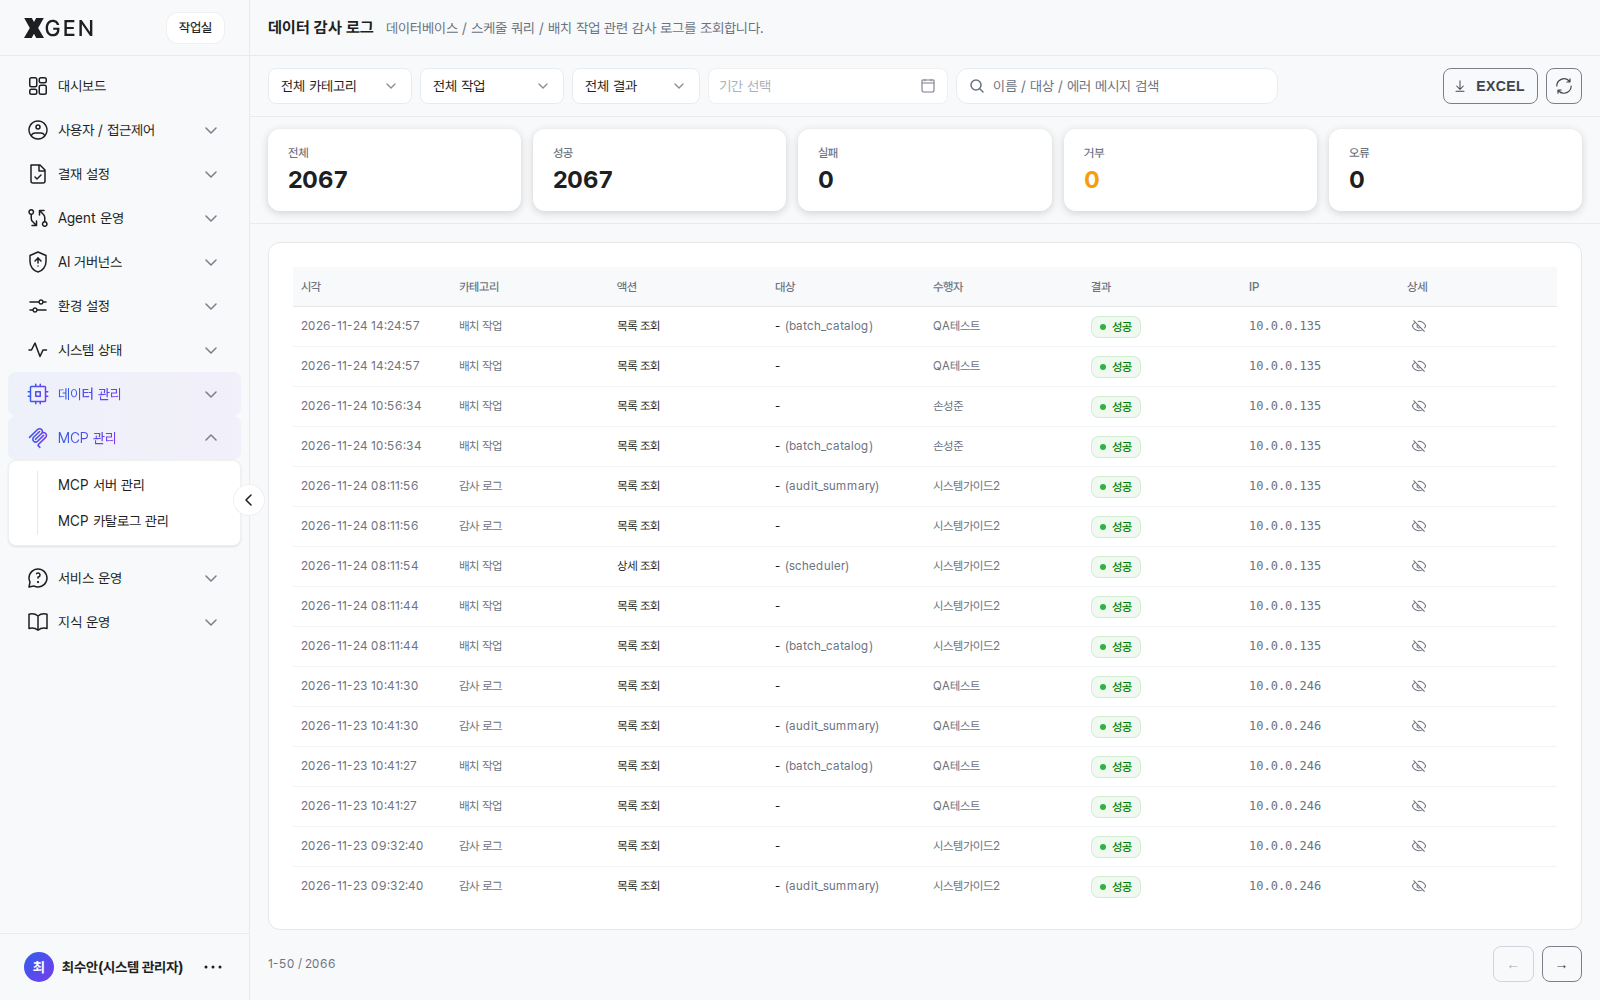 XGEN
작업실
대시보드
사용자 / 접근제어
결재 설정
Agent 운영
AI 거버넌스
환경 설정
시스템 상태
데이터 관리
MCP 관리
MCP 서버 관리
MCP 카탈로그 관리
서비스 운영
지식 운영
최 최수안(시스템 관리자) ···
데이터 감사 로그 데이터베이스 / 스케줄 쿼리 / 배치 작업 관련 감사 로그를 조회합니다.
전체 카테고리 전체 작업 전체 결과 기간 선택 이름 / 대상 / 에러 메시지 검색 EXCEL
전체 성공 실패 거부 오류
2067 2067 0 0 0
시각 카테고리 액션 대상 수행자 결과 IP 상세
2026-11-24 14:24:57 배치 작업 목록 조회 - (batch_catalog) QA테스트 성공 10.0.0.135
2026-11-24 14:24:57 배치 작업 목록 조회 - QA테스트 성공 10.0.0.135
2026-11-24 10:56:34 배치 작업 목록 조회 - 손성준 성공 10.0.0.135
2026-11-24 10:56:34 배치 작업 목록 조회 - (batch_catalog) 손성준 성공 10.0.0.135
2026-11-24 08:11:56 감사 로그 목록 조회 - (audit_summary) 시스템가이드2 성공 10.0.0.135
2026-11-24 08:11:56 감사 로그 목록 조회 - 시스템가이드2 성공 10.0.0.135
2026-11-24 08:11:54 배치 작업 상세 조회 - (scheduler) 시스템가이드2 성공 10.0.0.135
2026-11-24 08:11:44 배치 작업 목록 조회 - 시스템가이드2 성공 10.0.0.135
2026-11-24 08:11:44 배치 작업 목록 조회 - (batch_catalog) 시스템가이드2 성공 10.0.0.135
2026-11-23 10:41:30 감사 로그 목록 조회 - QA테스트 성공 10.0.0.246
2026-11-23 10:41:30 감사 로그 목록 조회 - (audit_summary) QA테스트 성공 10.0.0.246
2026-11-23 10:41:27 배치 작업 목록 조회 - (batch_catalog) QA테스트 성공 10.0.0.246
2026-11-23 10:41:27 배치 작업 목록 조회 - QA테스트 성공 10.0.0.246
2026-11-23 09:32:40 감사 로그 목록 조회 - 시스템가이드2 성공 10.0.0.246
2026-11-23 09:32:40 감사 로그 목록 조회 - (audit_summary) 시스템가이드2 성공 10.0.0.246
1-50 / 2066 ← →